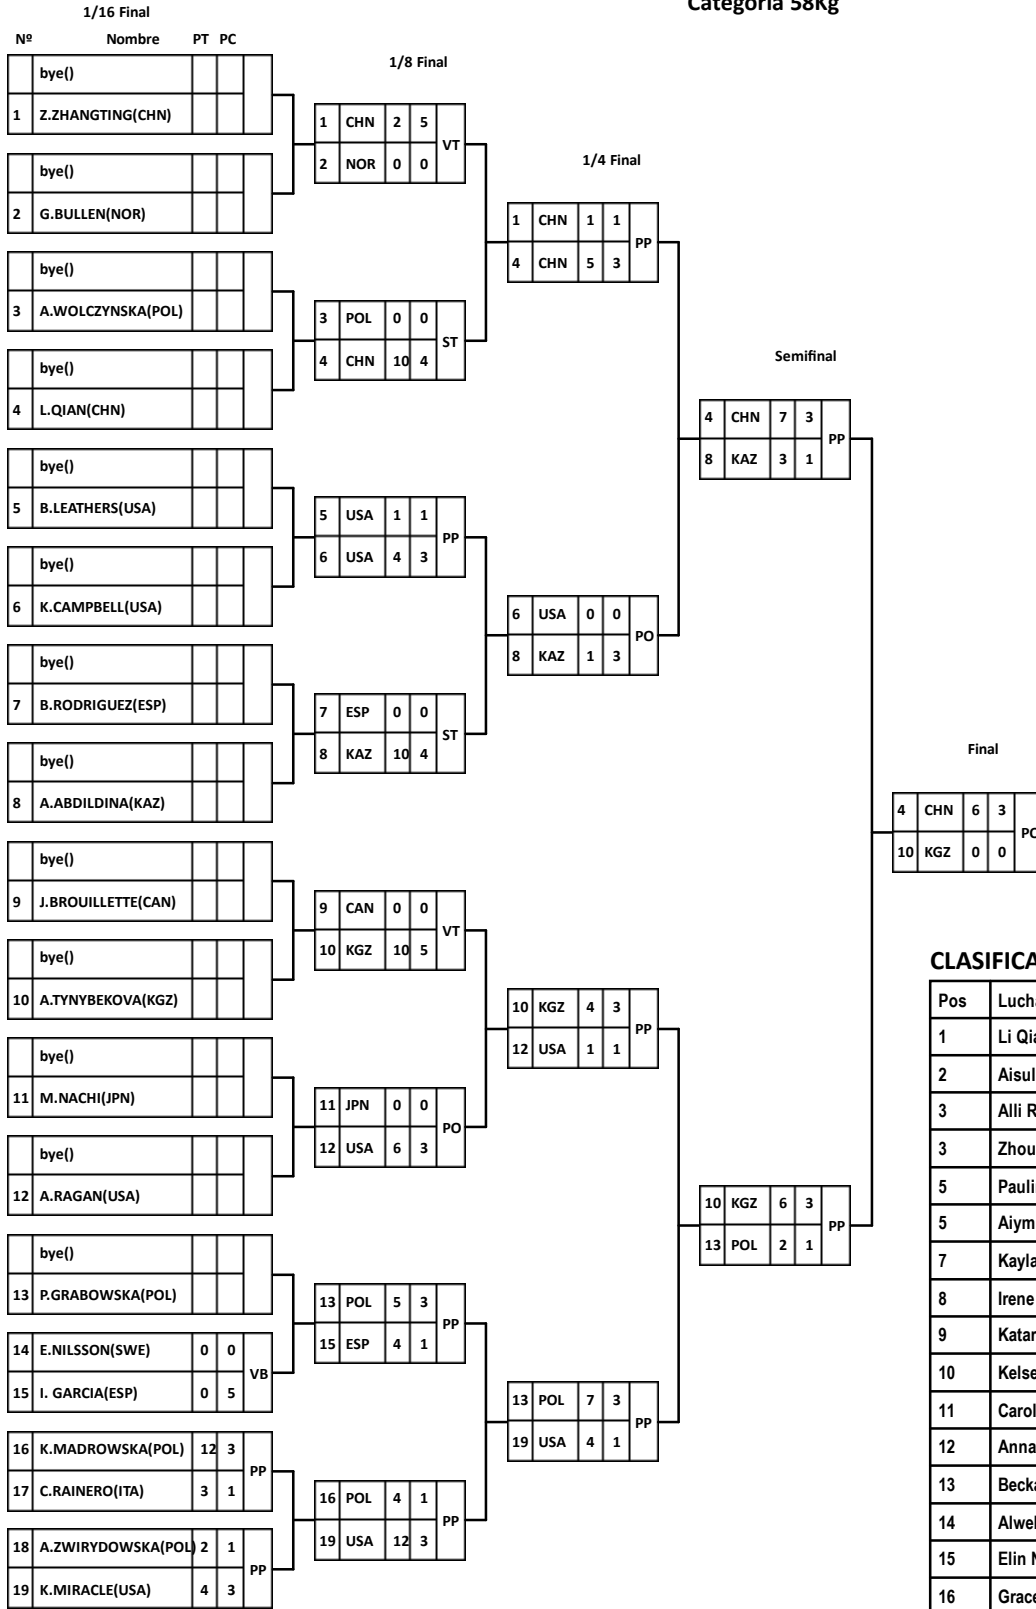 Categoría 58Kg
1/16 Final
Nº Nombre PT PC
bye()
1 Z.ZHANGTING(CHN)
bye()
2 G.BULLEN(NOR)
bye()
3 A.WOLCZYNSKA(POL)
bye()
4 L.QIAN(CHN)
bye()
5 B.LEATHERS(USA)
bye()
6 K.CAMPBELL(USA)
bye()
7 B.RODRIGUEZ(ESP)
bye()
8 A.ABDILDINA(KAZ)
bye()
9 J.BROUILLETTE(CAN)
bye()
10 A.TYNYBEKOVA(KGZ)
bye()
11 M.NACHI(JPN)
bye()
12 A.RAGAN(USA)
bye()
13 P.GRABOWSKA(POL)
14 E.NILSSON(SWE) 0 0
VB
15 I. GARCIA(ESP) 0 5
16 K.MADROWSKA(POL) 12 3
PP
17 C.RAINERO(ITA) 3 1
18 A.ZWIRYDOWSKA(POL) 2 1
PP
19 K.MIRACLE(USA) 4 3
1/8 Final
1 CHN 2 5
VT
2 NOR 0 0
3 POL 0 0
ST
4 CHN 10 4
5 USA 1 1
PP
6 USA 4 3
7 ESP 0 0
ST
8 KAZ 10 4
9 CAN 0 0
VT
10 KGZ 10 5
11 JPN 0 0
PO
12 USA 6 3
13 POL 5 3
PP
15 ESP 4 1
16 POL 4 1
PP
19 USA 12 3
1/4 Final
1 CHN 1 1
PP
4 CHN 5 3
6 USA 0 0
PO
8 KAZ 1 3
10 KGZ 4 3
PP
12 USA 1 1
13 POL 7 3
PP
19 USA 4 1
Semifinal
4 CHN 7 3
PP
8 KAZ 3 1
10 KGZ 6 3
PP
13 POL 2 1
Final
4 CHN 6 3
10 KGZ 0 0
Pos
1 Li
2
3 Alli
3 Zhou
5
5
7
8 Irene
9
10
11
12 Anna
13
14
15 Elin
16